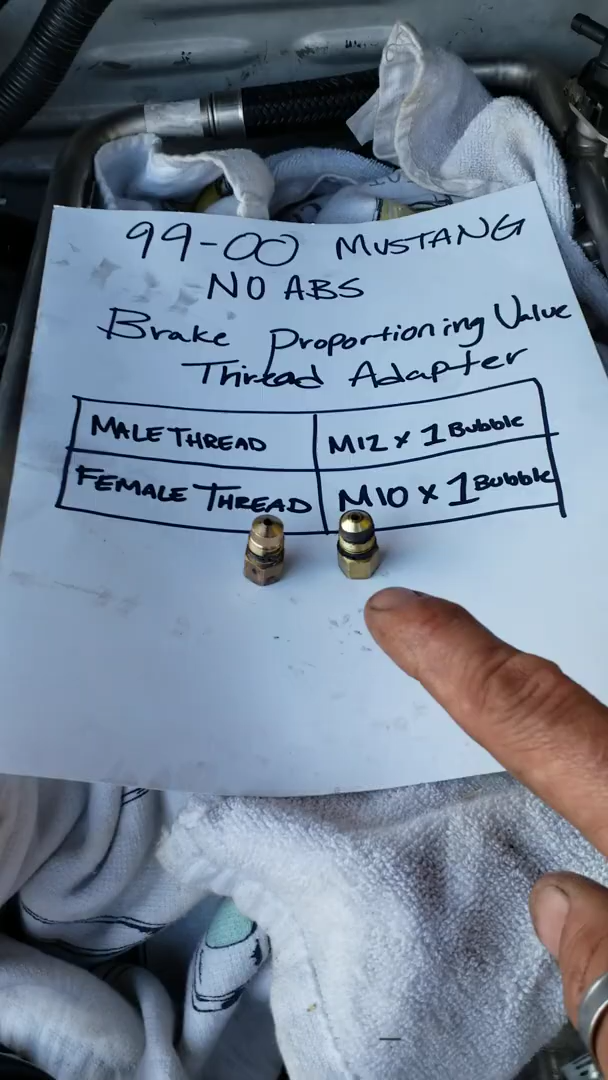 99-00 MUSTANG
NO ABS
Brake Proportioning Valve
Thread Adapter
MALE THREAD M12 x 1 Bubble
FEMALE THREAD M10 x 1 Bubble